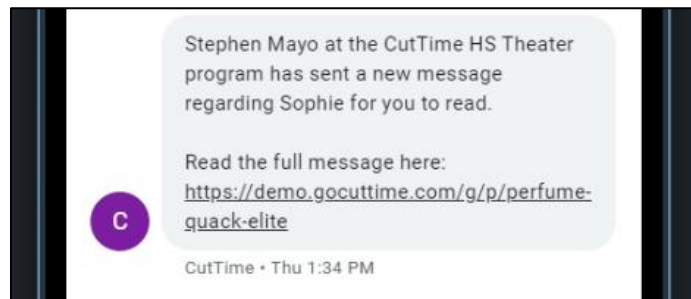 Stephen Mayo at the CutTime HS Theater
program has sent a new message
regarding Sophie for you to read.
Read the full message here:
https://demo.gocuttime.com/g/p/perfume-
quack-elite
C
CutTime • Thu 1:34 PM